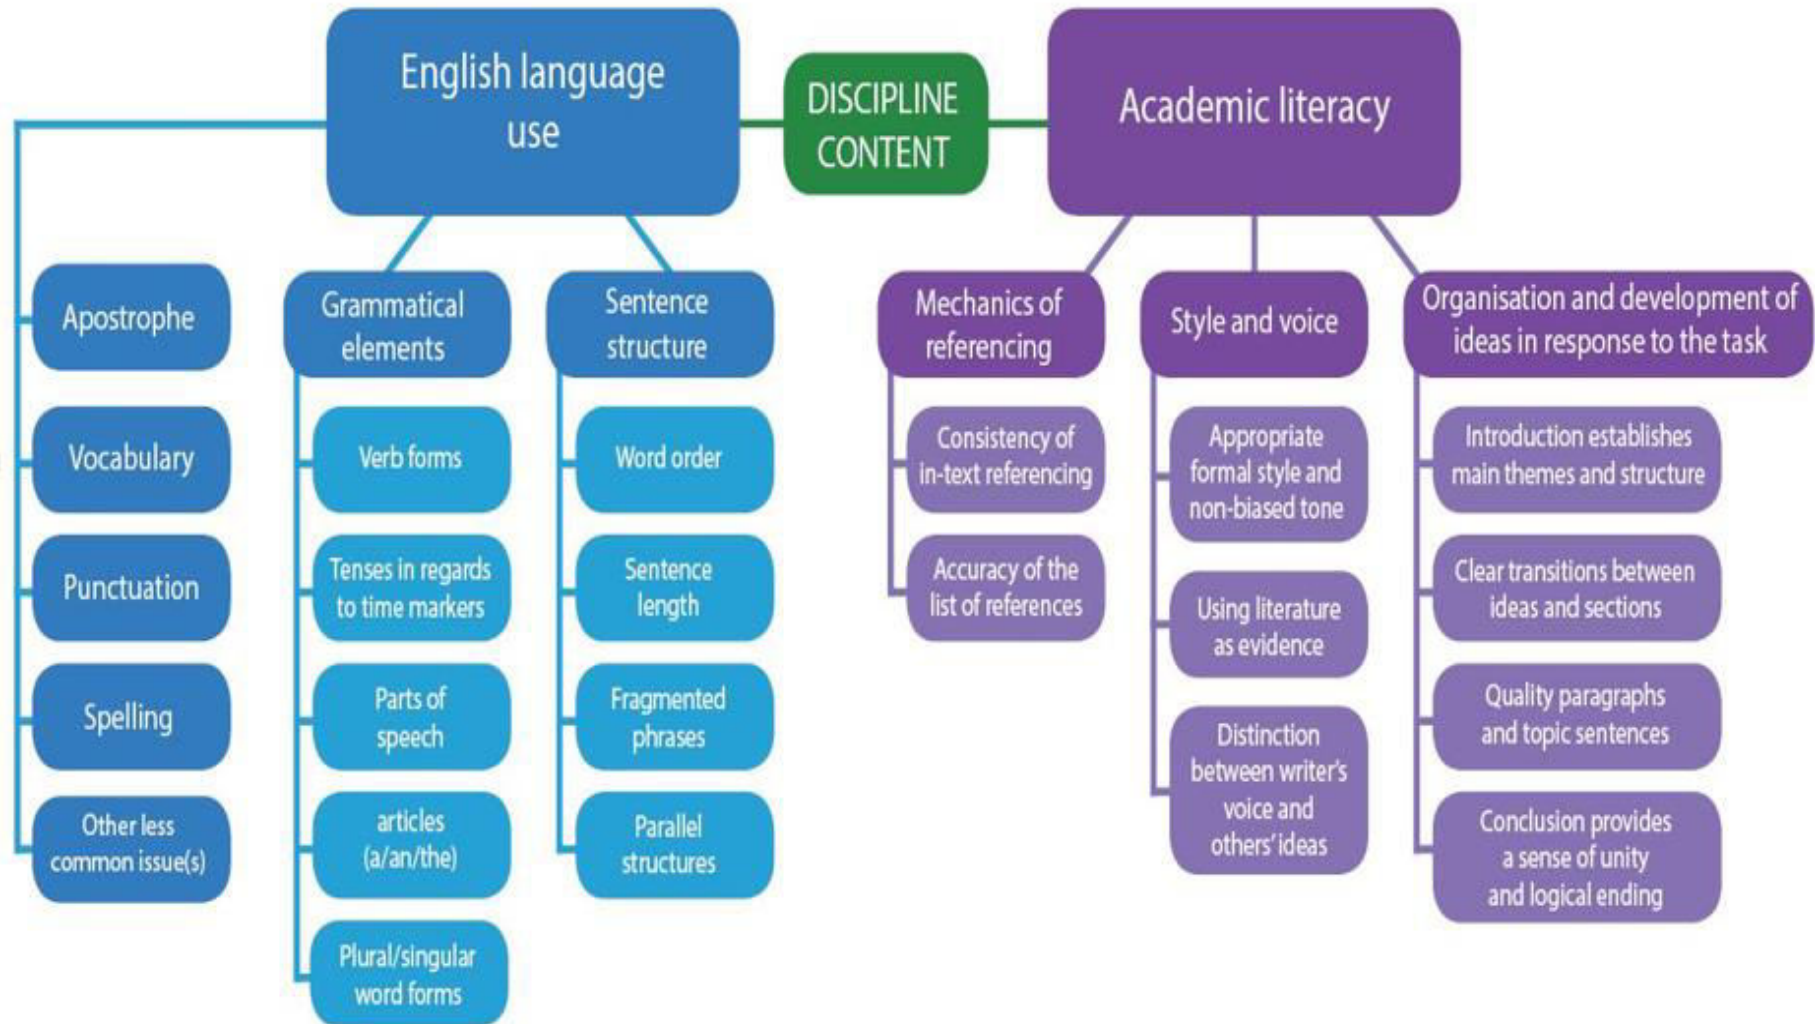 English language
use
DISCIPLINE
CONTENT
Academic literacy
Apostrophe
Vocabulary
Punctuation
Spelling
Other less
common issue(s)
Grammatical
elements
Verb forms
Tenses in regards
to time markers
Parts of
speech
articles
(a/an/the)
Plural/singular
word forms
Sentence
structure
Word order
Sentence
length
Fragmented
phrases
Parallel
structures
Mechanics of
referencing
Consistency of
in-text referencing
Accuracy of the
list of references
Style and voice
Appropriate
formal style and
non-biased tone
Using literature
as evidence
Distinction
between writer's
voice and
others' ideas
Organisation and development of
ideas in response to the task
Introduction establishes
main themes and structure
Clear transitions between
ideas and sections
Quality paragraphs
and topic sentences
Conclusion provides
a sense of unity
and logical ending